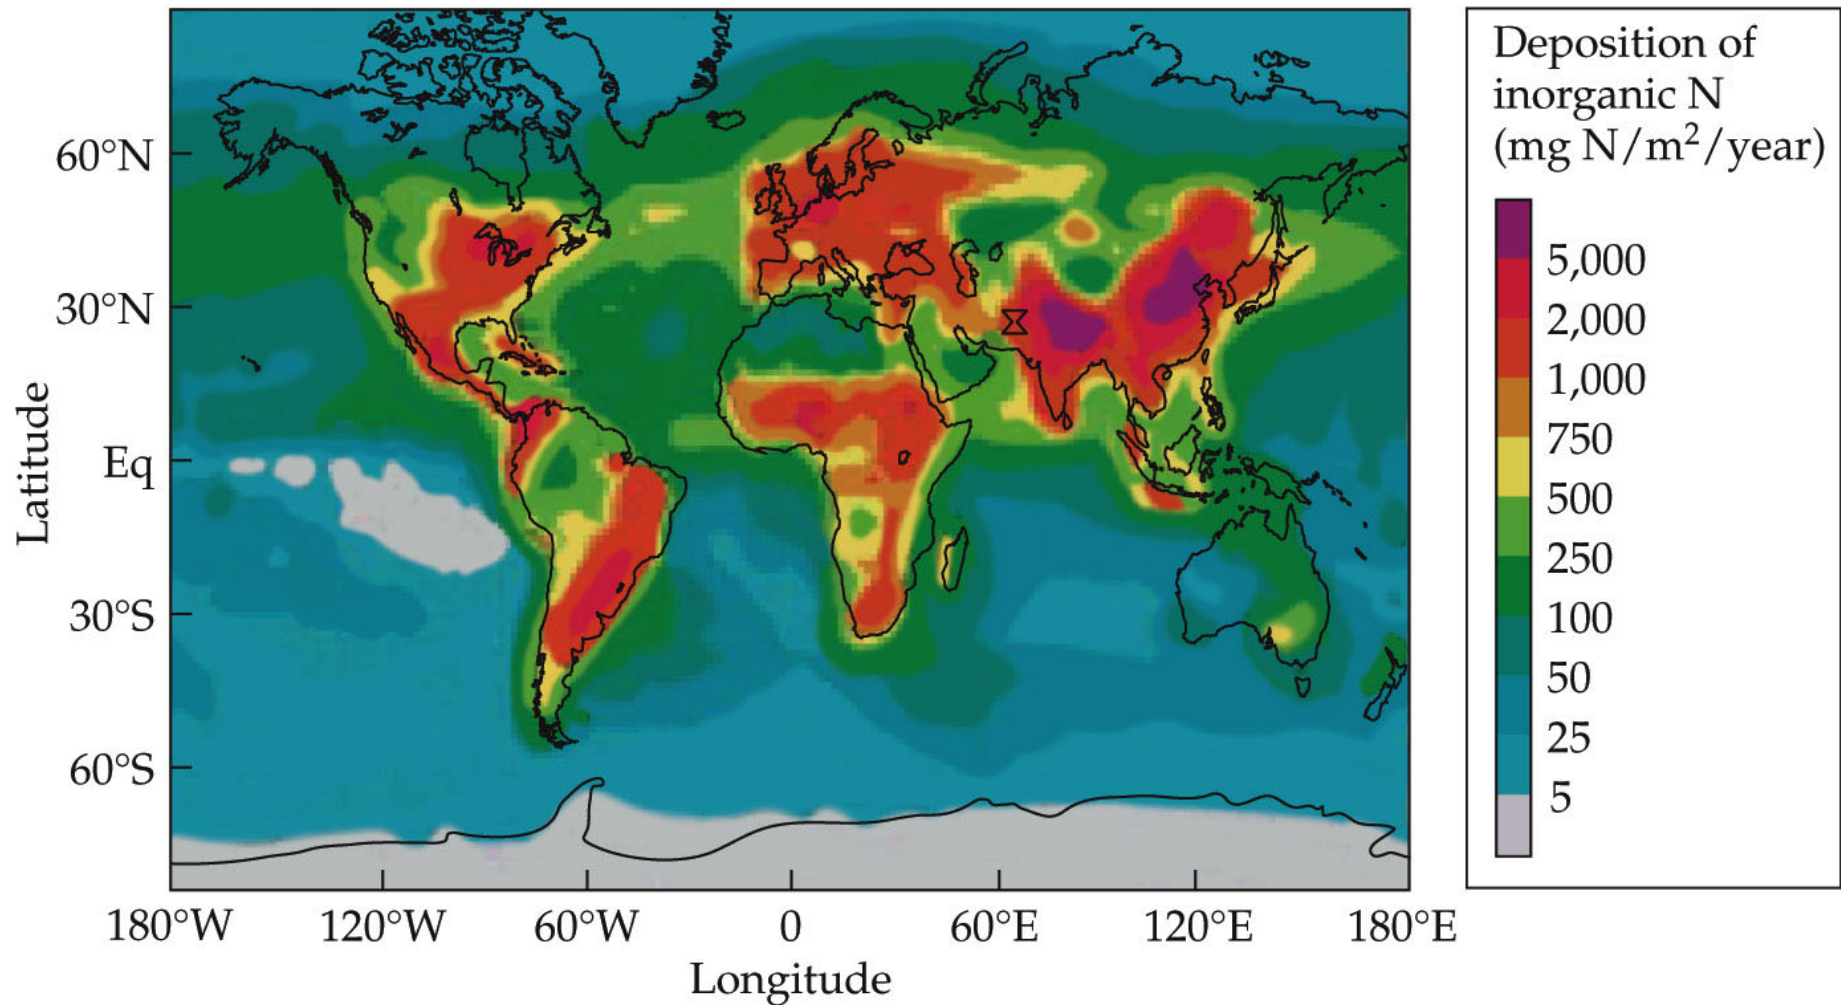 Deposition of
inorganic N
(mg N/m²/year)
5,000
2,000
1,000
750
500
250
100
50
25
5
60°N
30°N
Eq
30°S
60°S
Latitude
180°W 120°W 60°W 0 60°E 120°E 180°E
Longitude